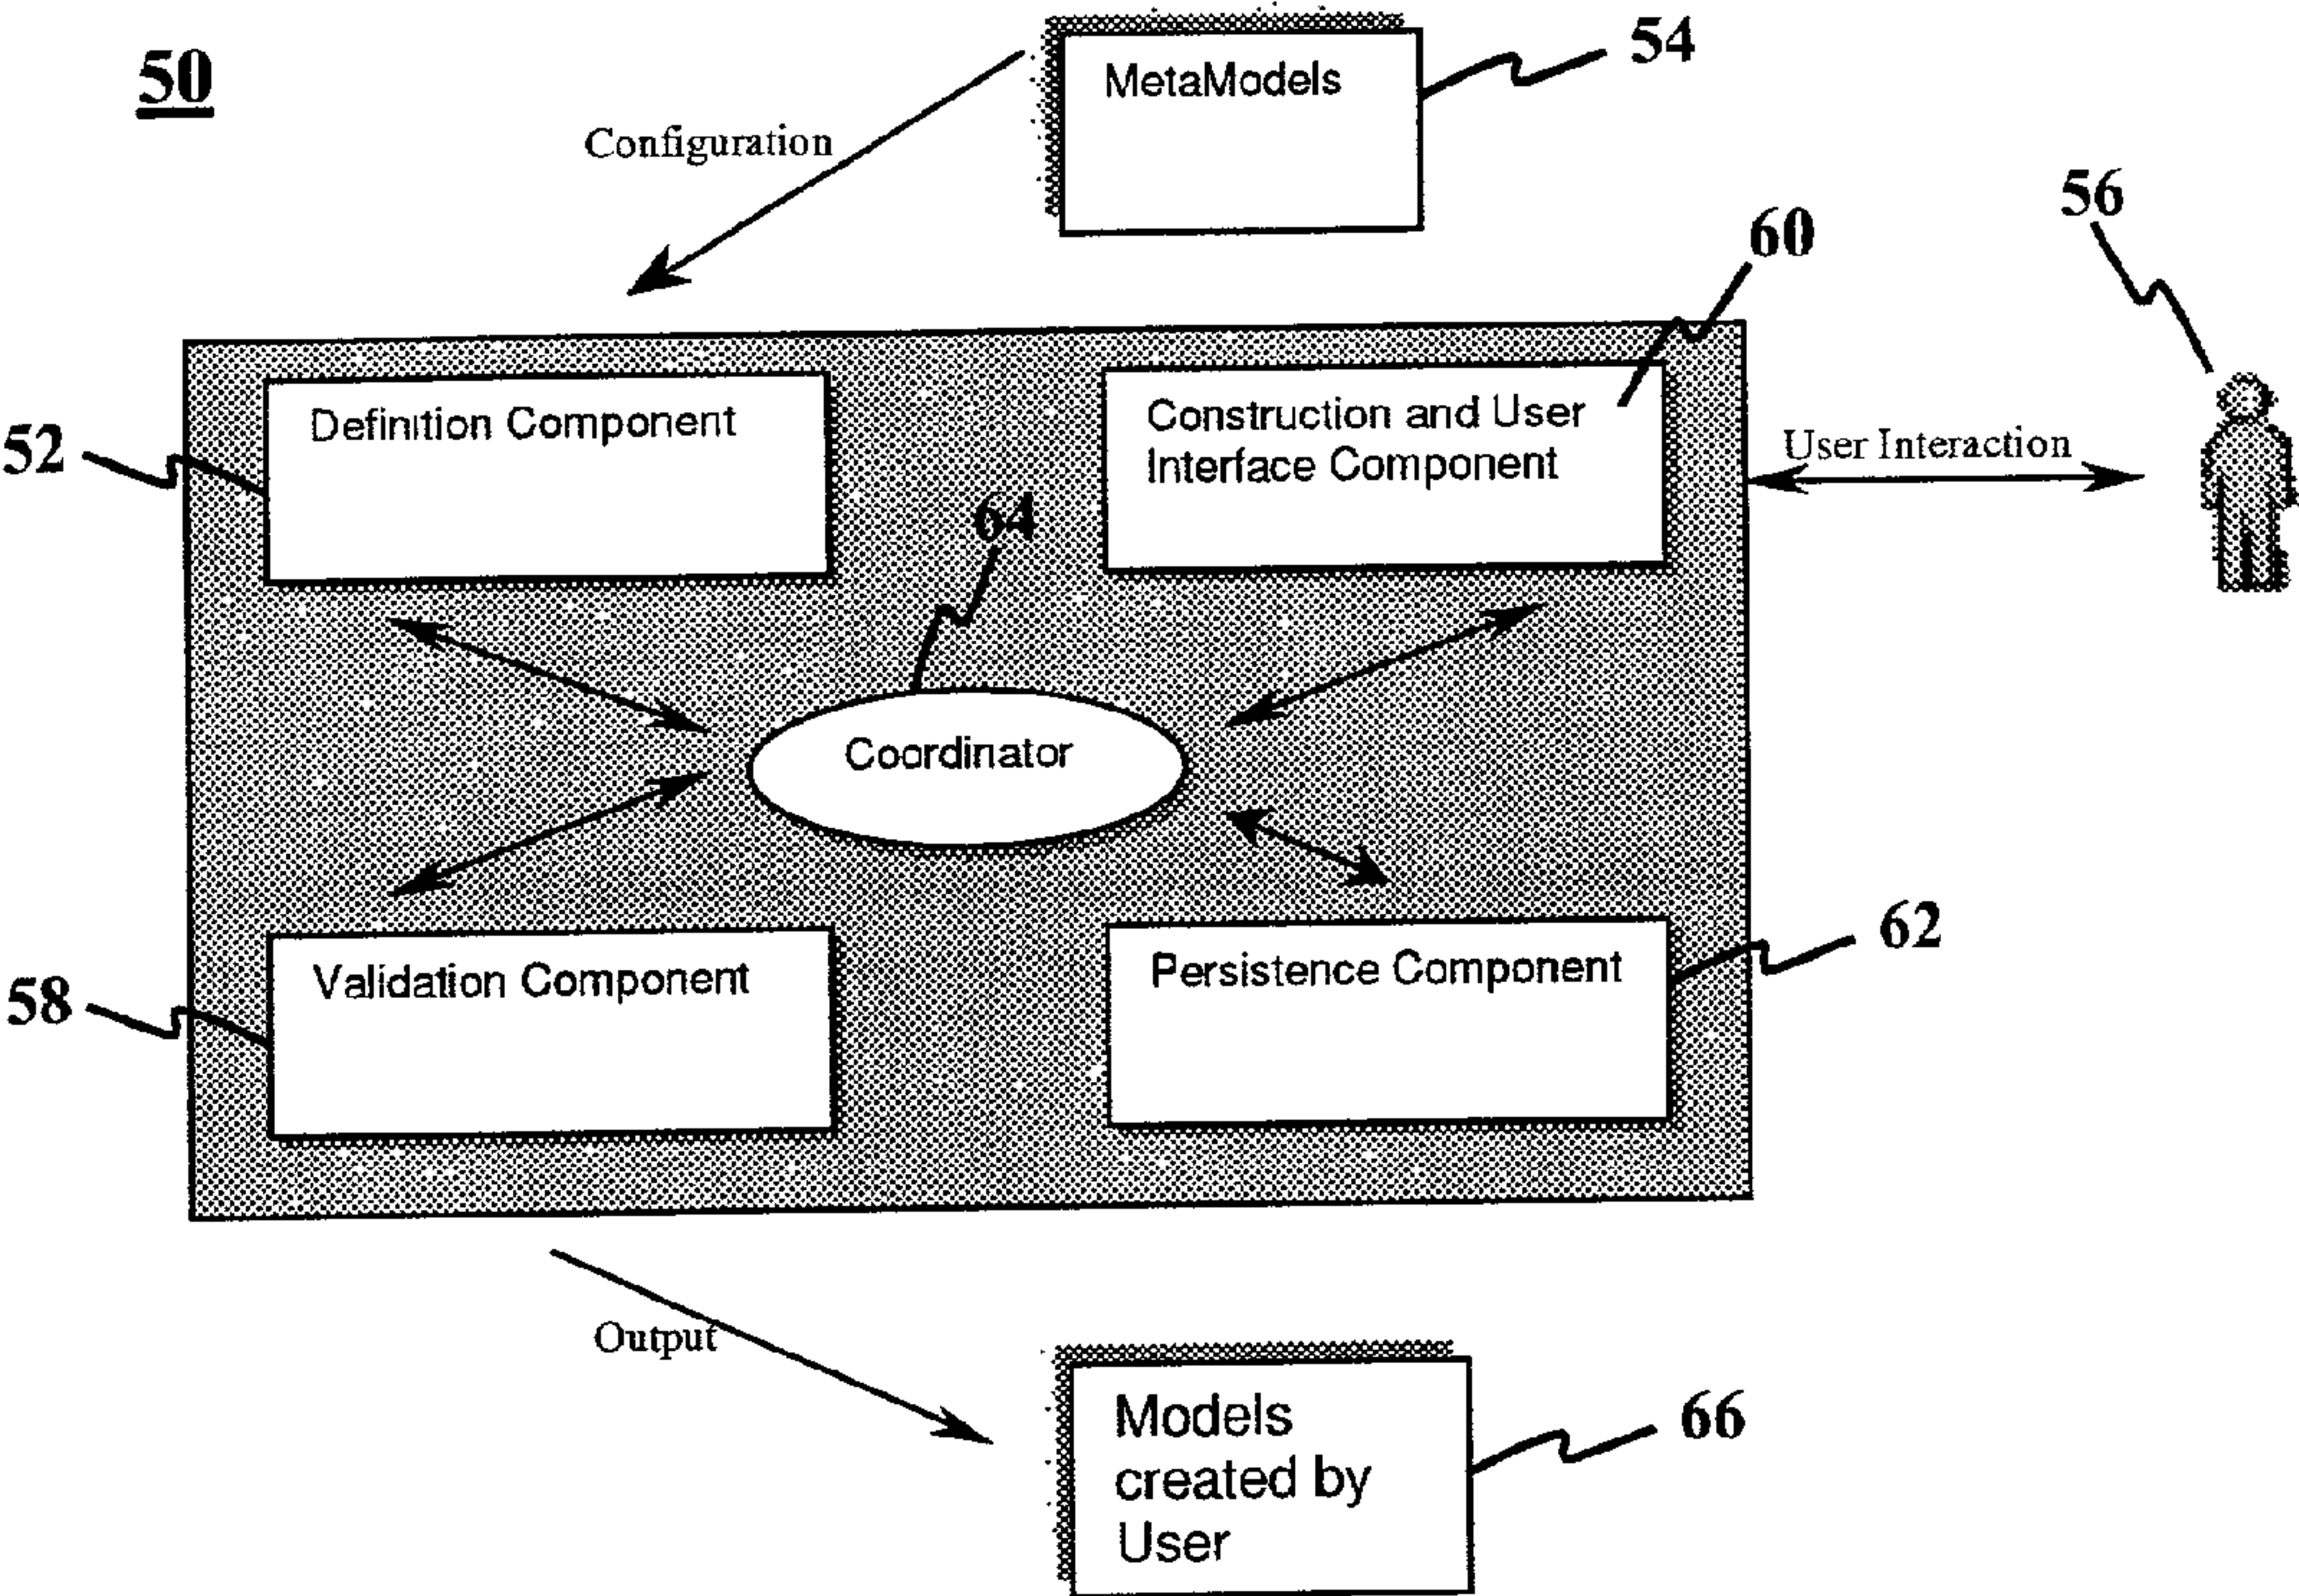 50
MetaModels
54
Configuration
56
60
Definition Component
Construction and User
Interface Component
52
User Interaction
64
Coordinator
Validation Component
Persistence Component
62
58
Output
Models
created by
User
66